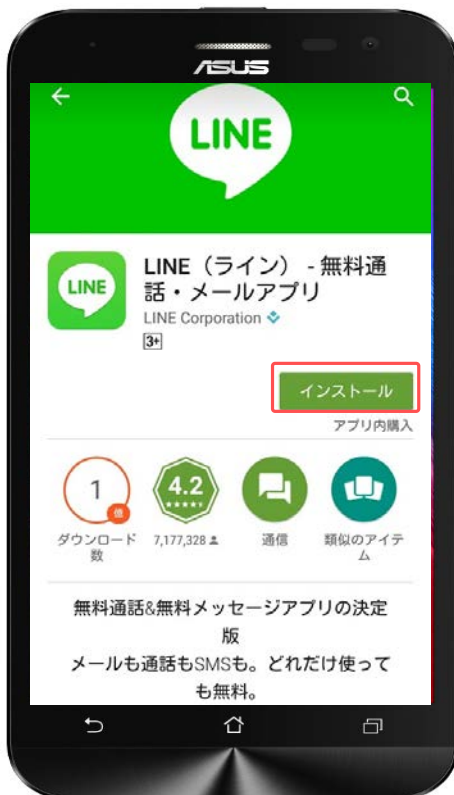 ASUS
LINE
LINE
LINE（ライン） - 無料通
話・メールアプリ
LINE Corporation
3+
インストール
アプリ内購入
1
億
4.2
ダウンロード
数
7,177,328
通信
類似のアイテ
ム
無料通話&無料メッセージアプリの決定
版
メールも通話もSMSも。どれだけ使って
も無料。